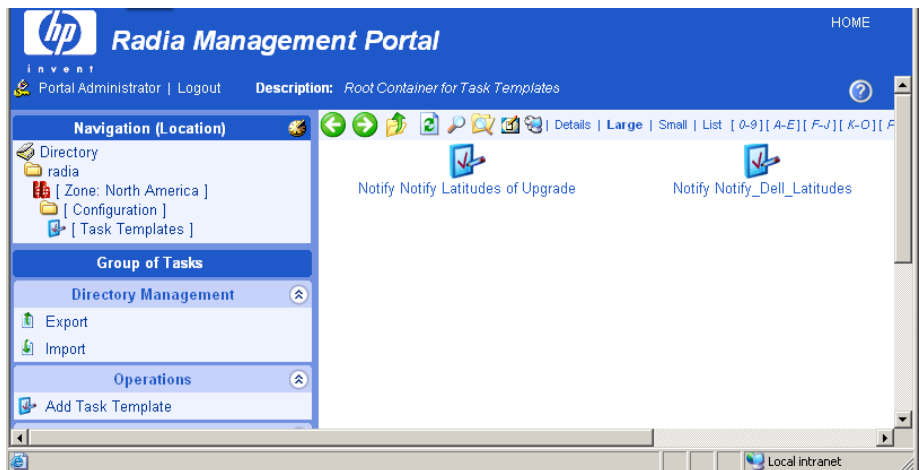 HOME
hp
invent
Radia Management Portal
Portal Administrator | Logout Description: Root Container for Task Templates
?
Navigation (Location)
Directory
radia
[ Zone: North America ]
[ Configuration ]
[ Task Templates ]
Group of Tasks
Directory Management
Export
Import
Operations
Add Task Template
| Details | Large | Small | List [ 0-9 ][ A-E ][ F-J ][ K-O ][
Notify Notify Latitudes of Upgrade
Notify Notify_Dell_Latitudes
Local intranet